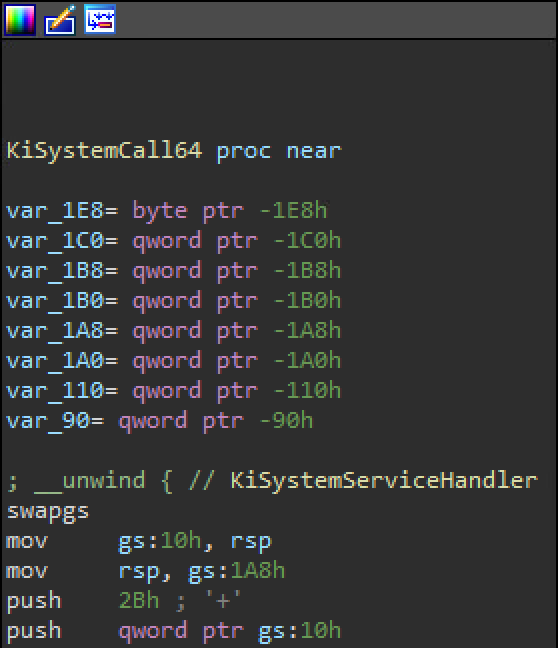 KiSystemCall64 proc near
var_1E8= byte ptr -1E8h
var_1C0= qword ptr -1C0h
var_1B8= qword ptr -1B8h
var_1B0= qword ptr -1B0h
var_1A8= qword ptr -1A8h
var_1A0= qword ptr -1A0h
var_110= qword ptr -110h
var_90= qword ptr -90h
; __unwind { // KiSystemServiceHandler
swapgs
mov gs:10h, rsp
mov rsp, gs:1A8h
push 2Bh ; '+'
push qword ptr gs:10h